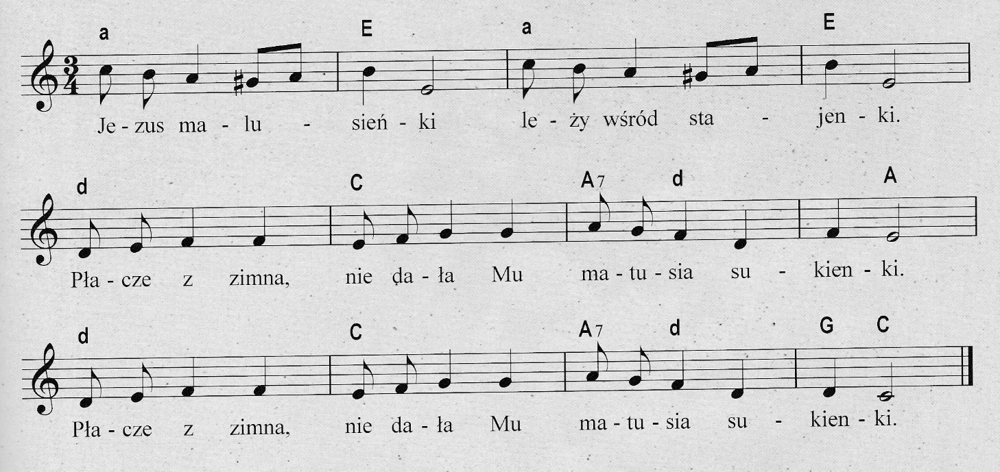 a E a E
3
4
Je - zus ma - lu - sień - ki le - ży wśród sta - jen - ki.
d C A7 d A
Pła - cze z zimna, nie da - ła Mu ma - tu - sia su - kien - ki.
d C A7 d G C
Pła - cze z zimna, nie da - ła Mu ma - tu - sia su - kien - ki.